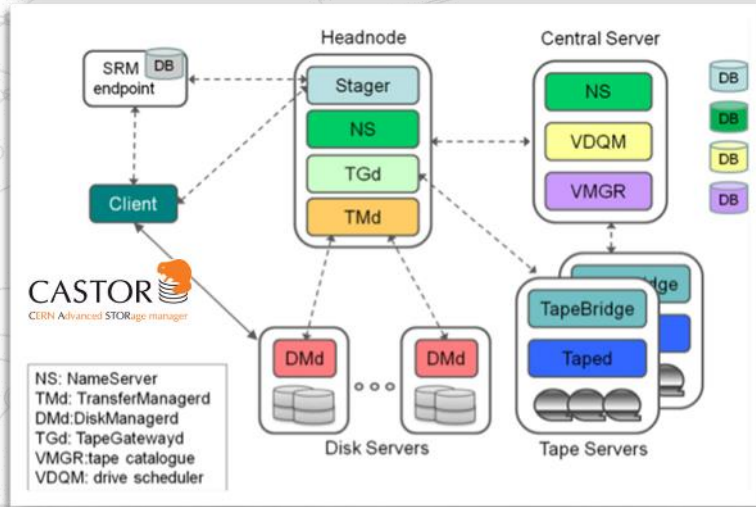 Headnode
Central Server
SRM
endpoint
DB
Stager
NS
TGd
TMd
NS
VDQM
VMGR
DB
DB
DB
DB
Client
CASTOR
CERN Advanced STORage manager
DMd
DMd
Disk Servers
TapeBridge
Taped
dge
Tape Servers
NS: NameServer
TMd: TransferManagerd
DMd:DiskManagerd
TGd: TapeGatewayd
VMGR:tape catalogue
VDQM: drive scheduler